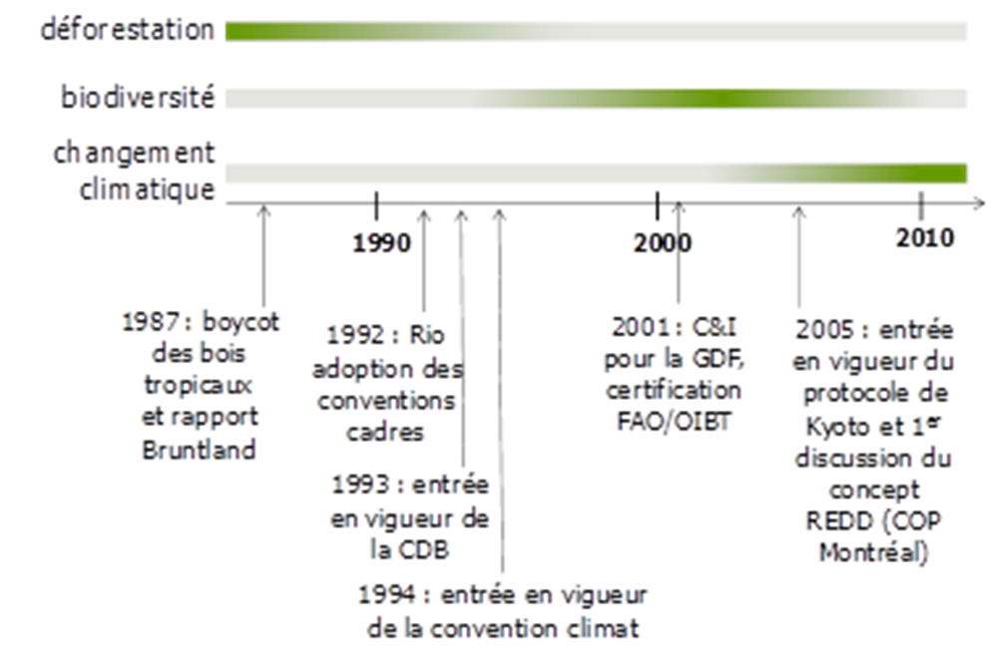 déforestation
biodiversité
changement
climatique
1990
2000
2010
1987 : boycot
des bois
tropicaux
et rapport
Bruntland
1992 : Rio
adoption des
conventions
cadres
1993 : entrée
en vigueur de
la CDB
1994 : entrée en vigueur
de la convention climat
2001 : C&I
pour la GDF,
certification
FAO/OIBT
2005 : entrée
en vigueur du
protocole de
Kyoto et 1er
discussion du
concept
REDD (COP
Montréal)